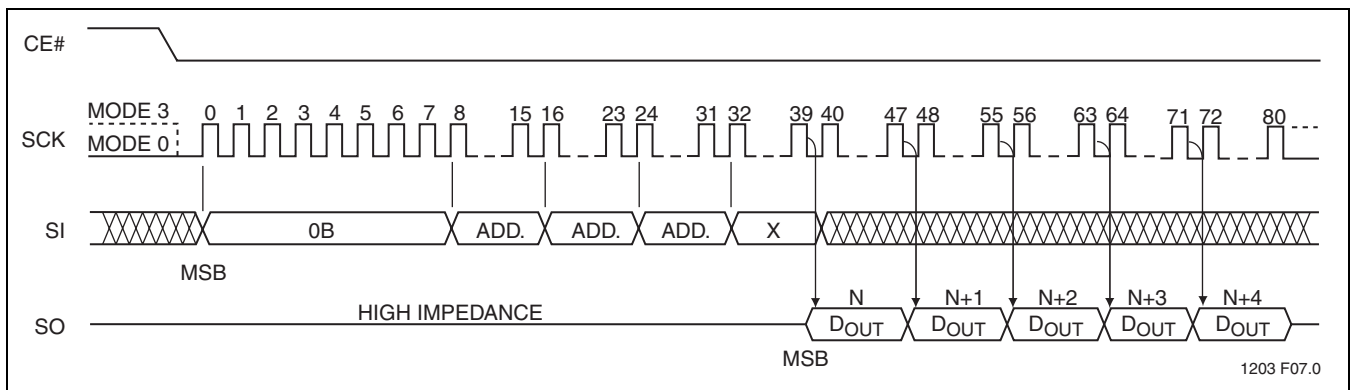 CE#
MODE 3 0 1 2 3 4 5 6 7 8 15 16 23 24 31 32 39 40 47 48 55 56 63 64 71 72 80
SCK
MODE 0
SI 0B ADD. ADD. ADD. X
MSB
N N+1 N+2 N+3 N+4
SO HIGH IMPEDANCE DOUT DOUT DOUT DOUT DOUT
MSB
1203 F07.0